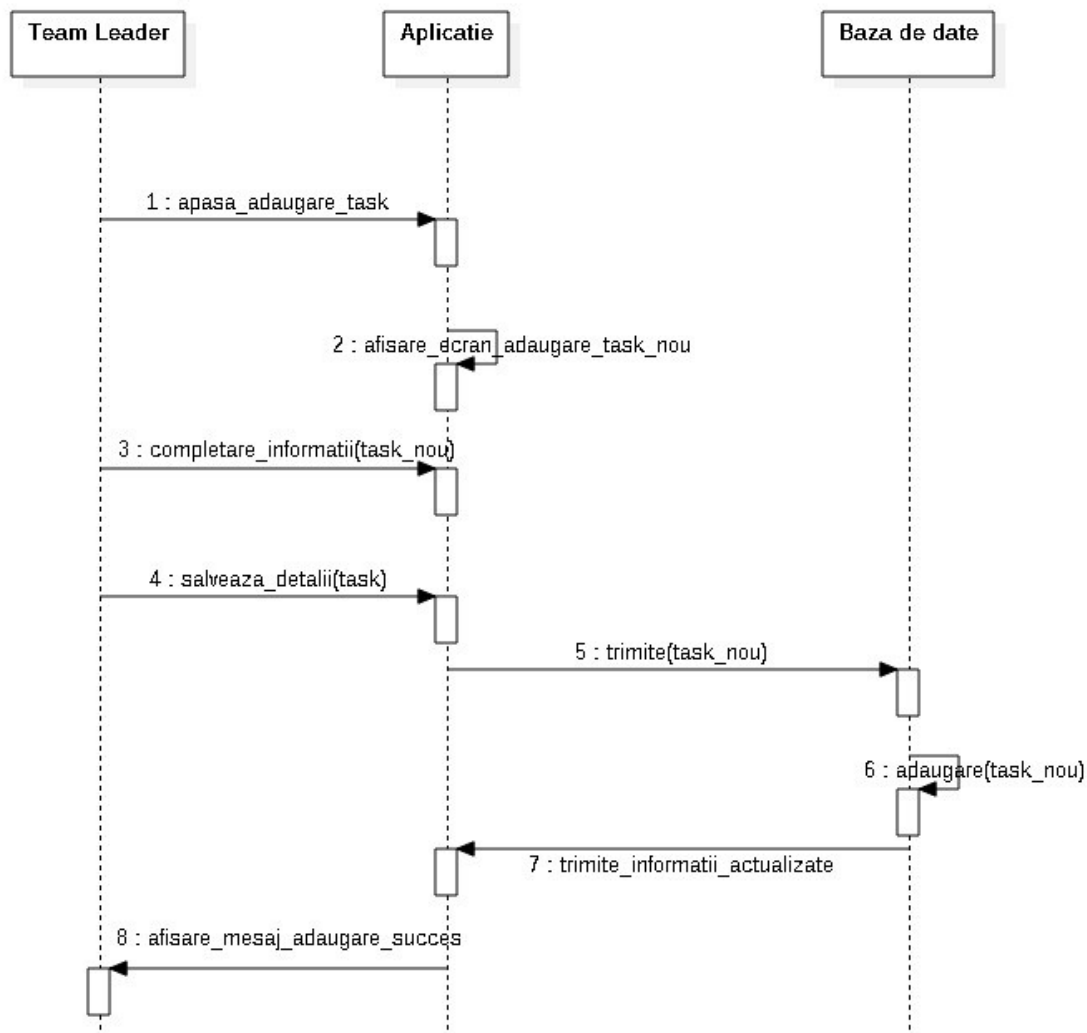 Team Leader
Aplicatie
Baza de date
1 : apasa_adaugare_task
2 : afisare_ecran_adaugare_task_nou
3 : completare_informatii(task_nou)
4 : salveaza_detalii(task)
5 : trimite(task_nou)
6 : adaugare(task_nou)
7 : trimite_informatii_actualizate
8 : afisare_mesaj_adaugare_succes